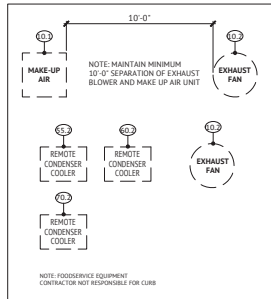 10'-0"
10.1
10.2
MAKE-UP
AIR
NOTE: MAINTAIN MINIMUM
10'-0" SEPARATION OF EXHAUST
BLOWER AND MAKE UP AIR UNIT
EXHAUST
FAN
55.2
60.2
10.2
REMOTE
CONDENSER
COOLER
REMOTE
CONDENSER
COOLER
EXHAUST
FAN
70.2
REMOTE
CONDENSER
COOLER
NOTE: FOODSERVICE EQUIPMENT
CONTRACTOR NOT RESPONSIBLE FOR CURB